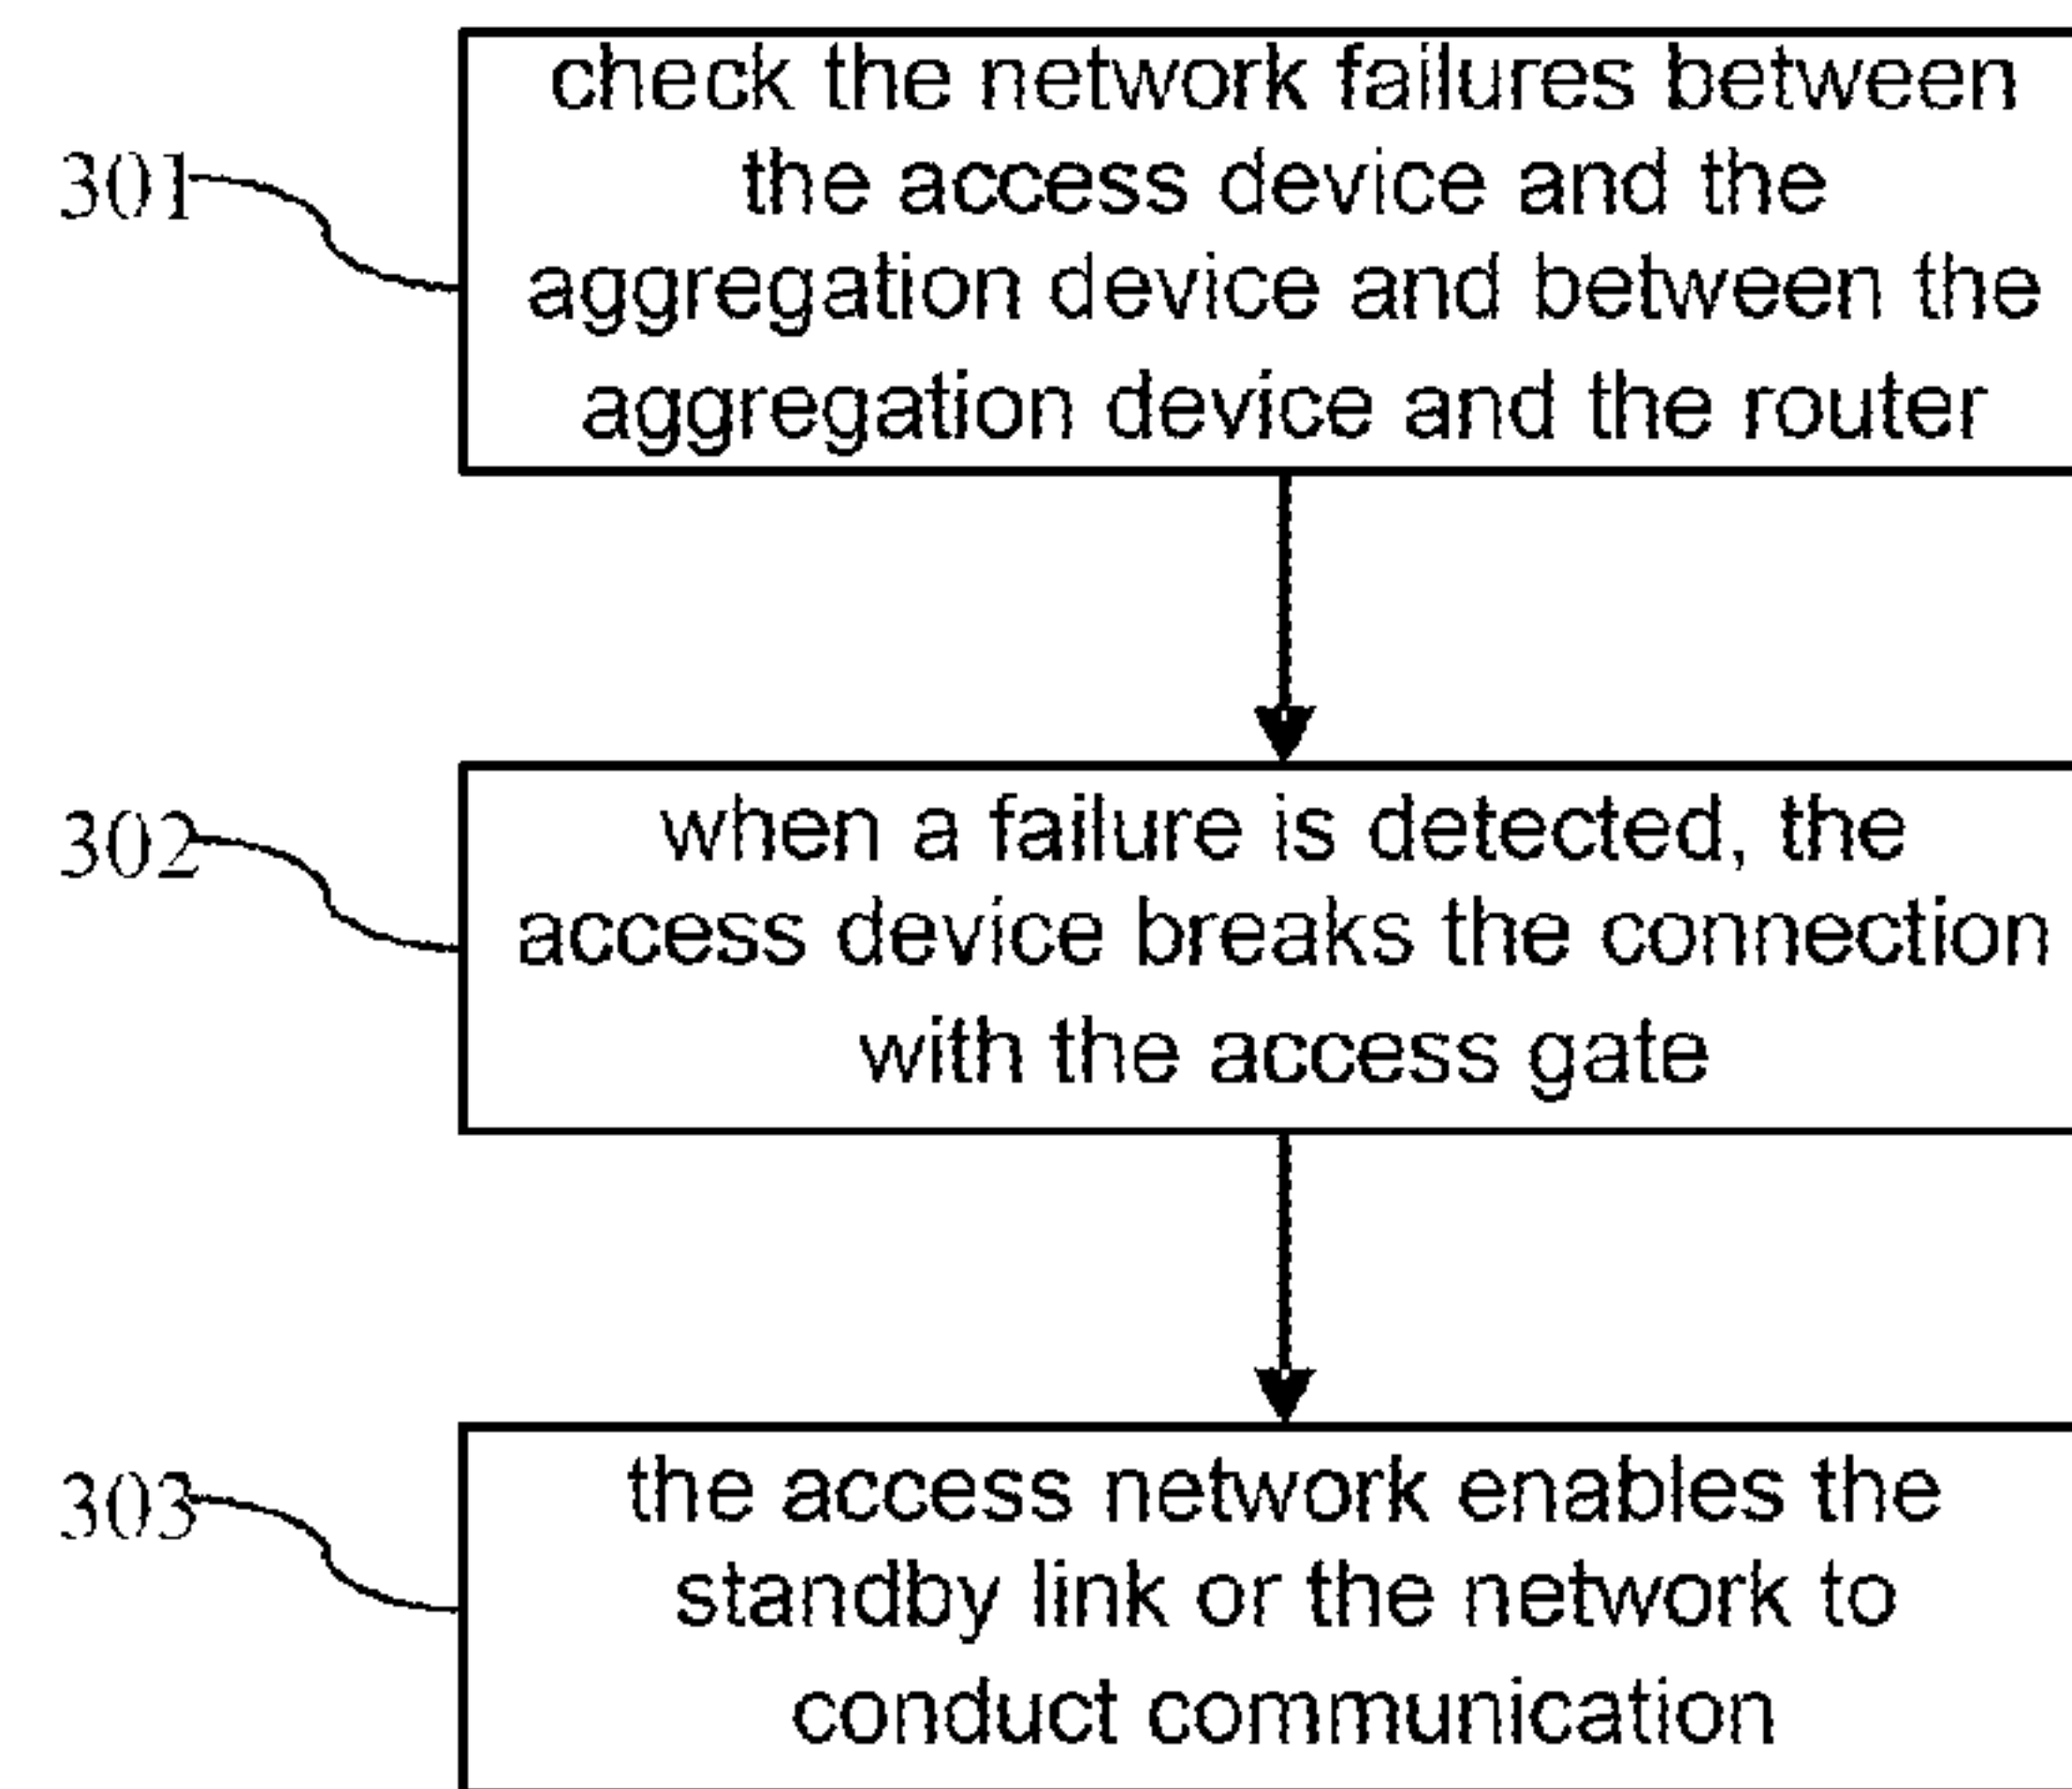 check the network failures between
the access device and the
301
aggregation device and between the
aggregation device and the router
when a failure is detected, the
302
access device breaks the connection
with the access gate
the access network enables the
303
standby link or the network to
conduct communication